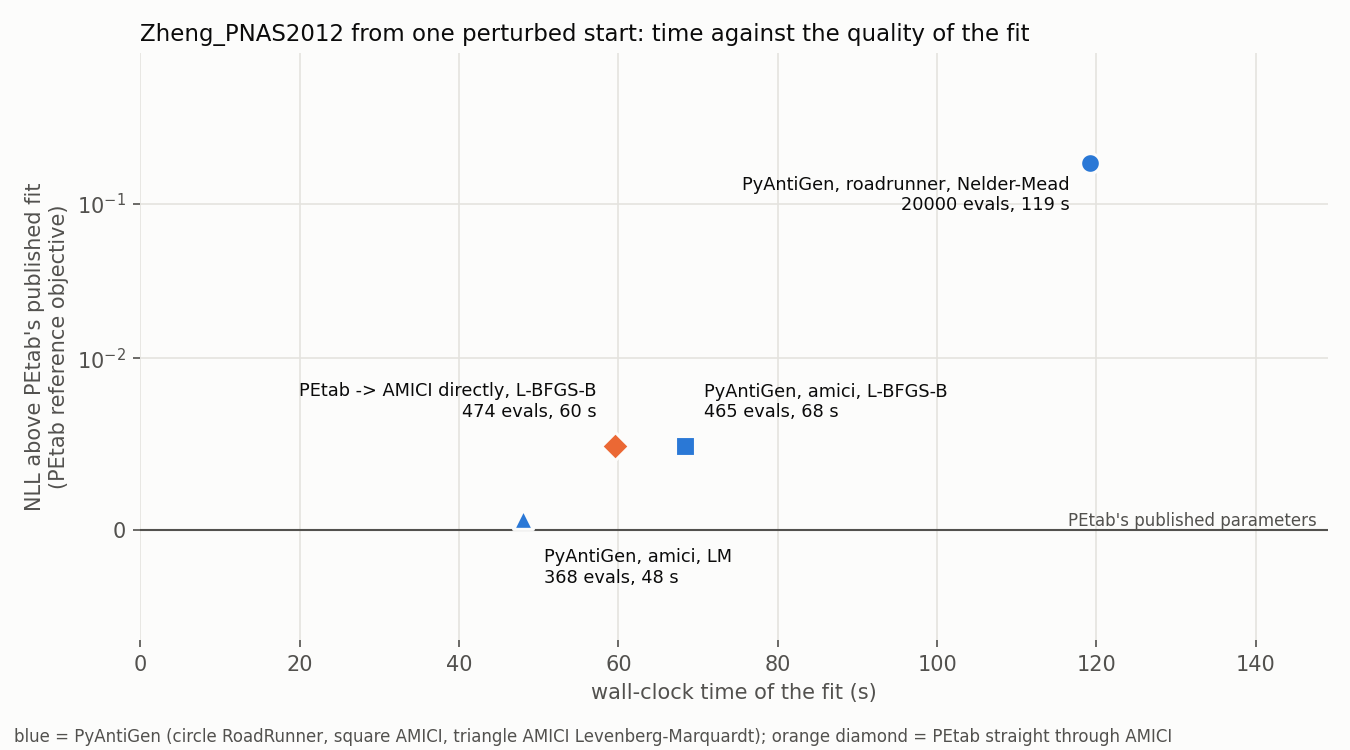 Zheng_PNAS2012 from one perturbed start: time against the quality of the fit
NLL above PEtab's published fit
(PEtab reference objective)
10⁻¹
10⁻²
0
PyAntiGen, roadrunner, Nelder-Mead
20000 evals, 119 s
PEtab -> AMICI directly, L-BFGS-B
474 evals, 60 s
PyAntiGen, amici, L-BFGS-B
465 evals, 68 s
PEtab's published parameters
PyAntiGen, amici, LM
368 evals, 48 s
0 20 40 60 80 100 120 140
wall-clock time of the fit (s)
blue = PyAntiGen (circle RoadRunner, square AMICI, triangle AMICI Levenberg-Marquardt); orange diamond = PEtab straight through AMICI